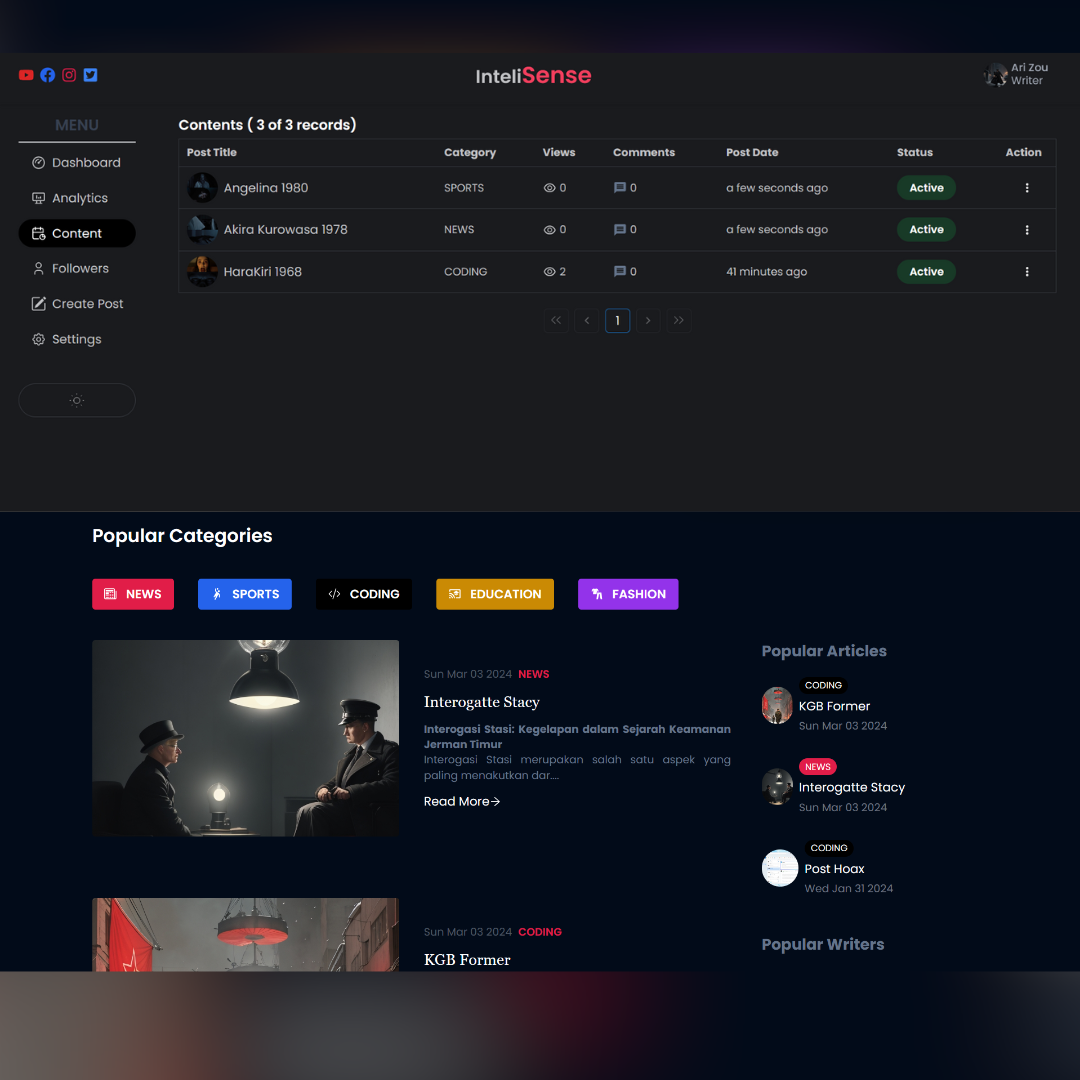 InteliSense
Ari Zou
Writer
MENU
Dashboard
Analytics
Content
Followers
Create Post
Settings
Contents ( 3 of 3 records)
Post Title Category Views Comments Post Date Status Action
Angelina 1980 SPORTS 0 0 a few seconds ago Active
Akira Kurowasa 1978 NEWS 0 0 a few seconds ago Active
HaraKiri 1968 CODING 2 0 41 minutes ago Active
<< < 1 > >>
Popular Categories
NEWS SPORTS CODING EDUCATION FASHION
Sun Mar 03 2024 NEWS
Interogatte Stacy
Interogasi Stasi: Kegelapan dalam Sejarah Keamanan
Jerman Timur
Interogasi Stasi merupakan salah satu aspek yang
paling menakutkan dar....
Read More→
Sun Mar 03 2024 CODING
KGB Former
Popular Articles
CODING
KGB Former
Sun Mar 03 2024
NEWS
Interogatte Stacy
Sun Mar 03 2024
CODING
Post Hoax
Wed Jan 31 2024
Popular Writers